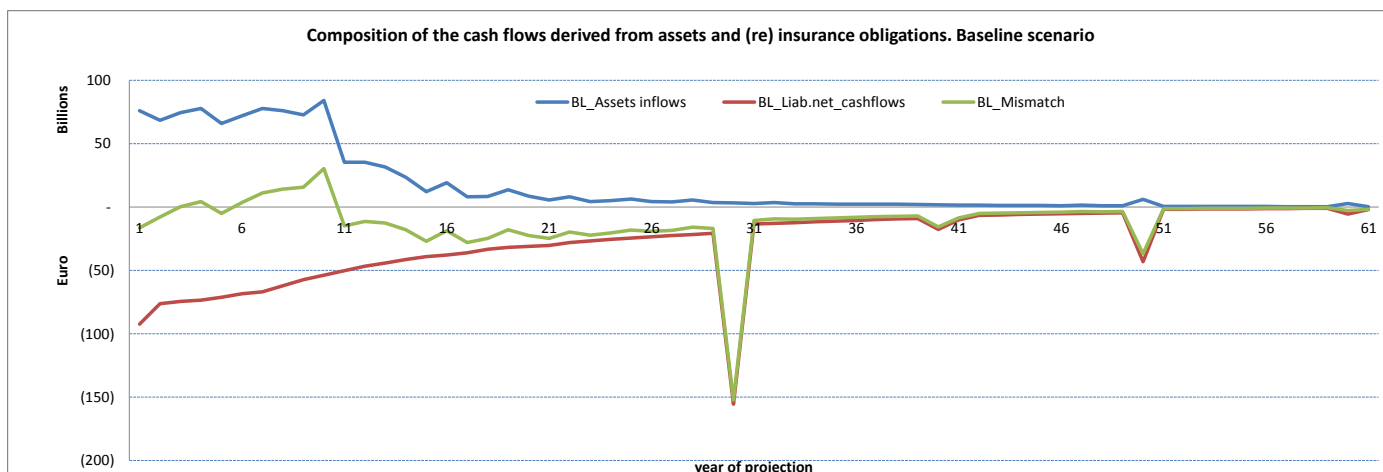 Composition of the cash flows derived from assets and (re) insurance obligations. Baseline scenario
BL_Assets inflows BL_Liab.net_cashflows BL_Mismatch
Billions
Euro
100
50
-
(50)
(100)
(150)
(200)
1 6 11 16 21 26 31 36 41 46 51 56 61
year of projection